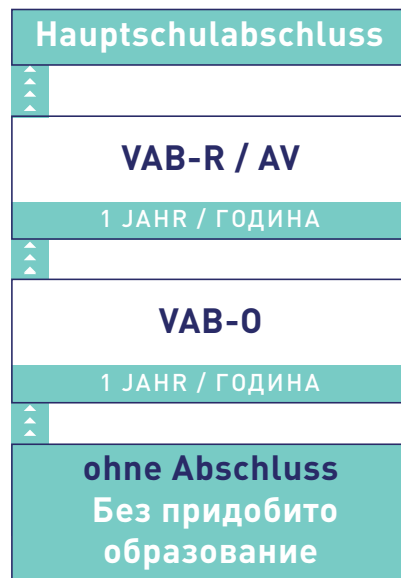 Hauptschulabschluss
VAB-R / AV
1 JAHR / ГОДИНА
VAB-O
1 JAHR / ГОДИНА
ohne Abschluss
Без придобито
образование